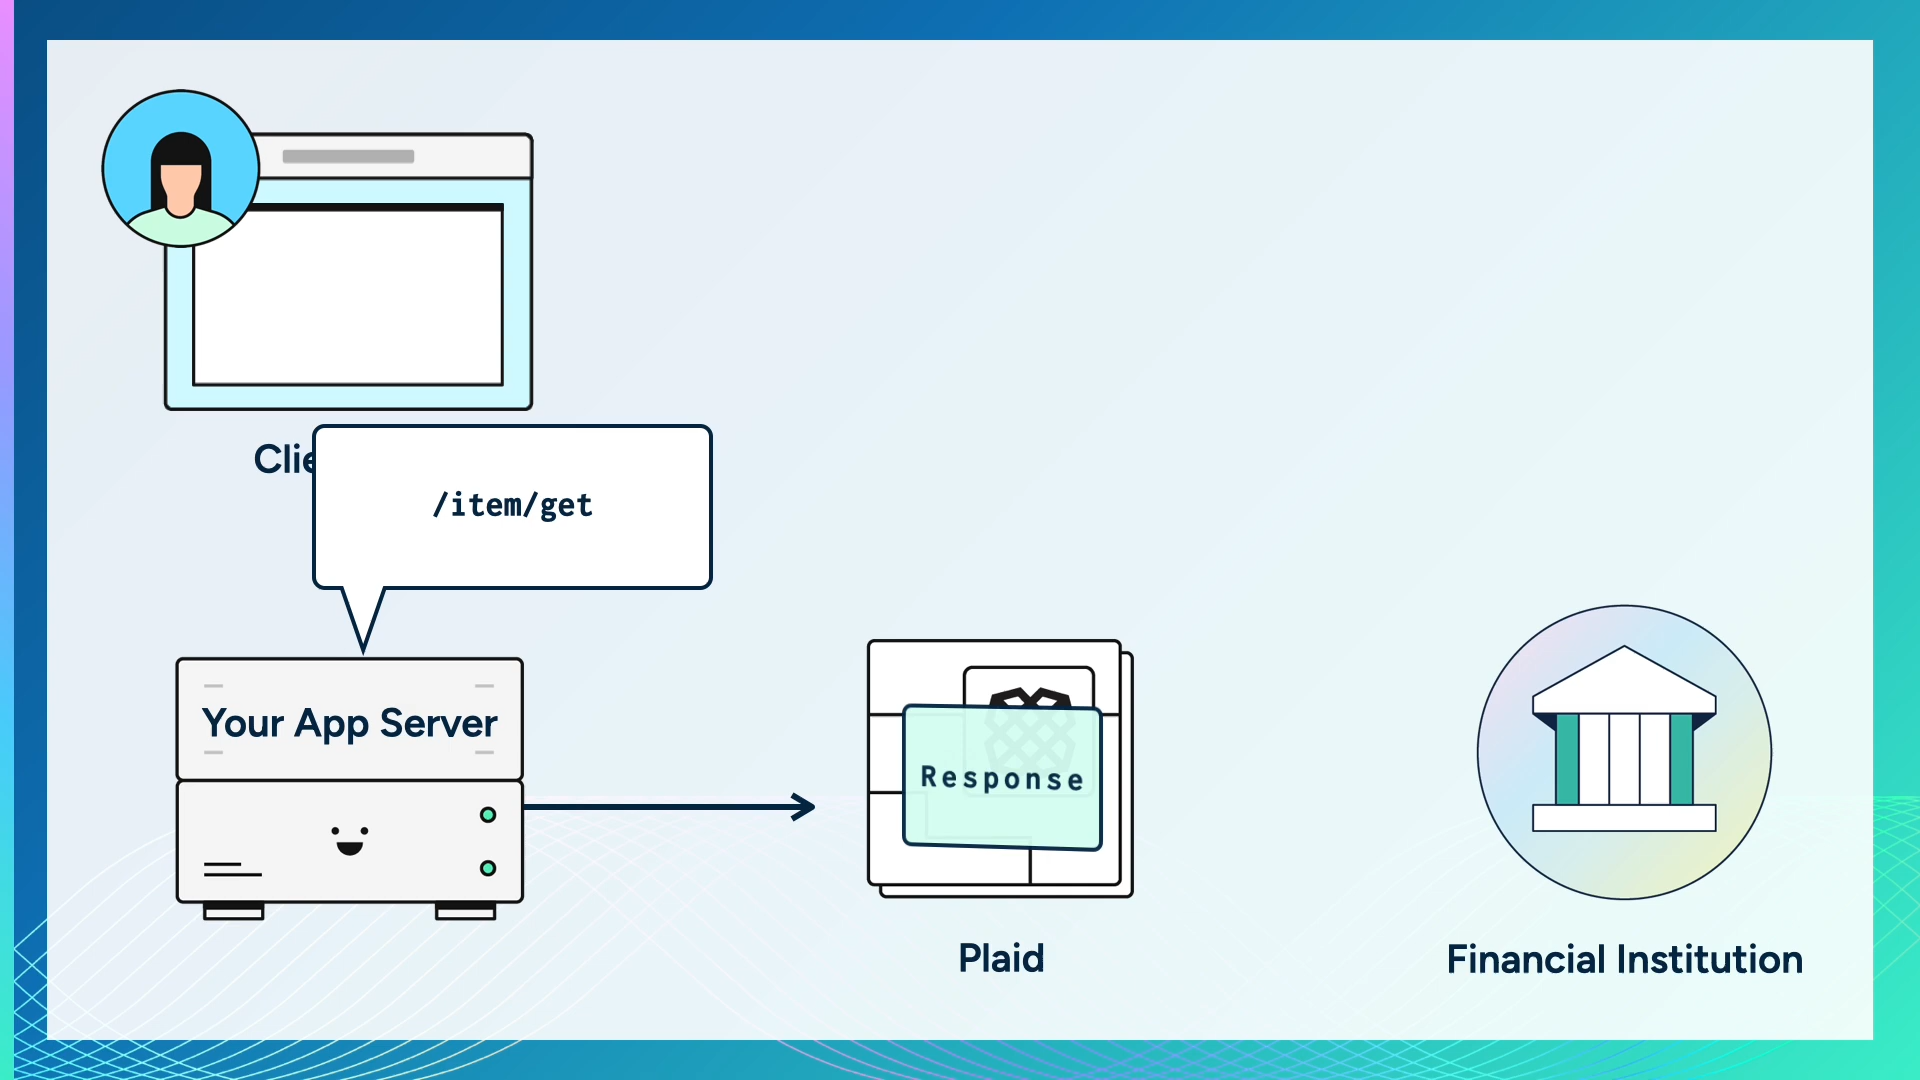 Clie
/item/get
Your App Server
Response
Plaid
Financial Institution